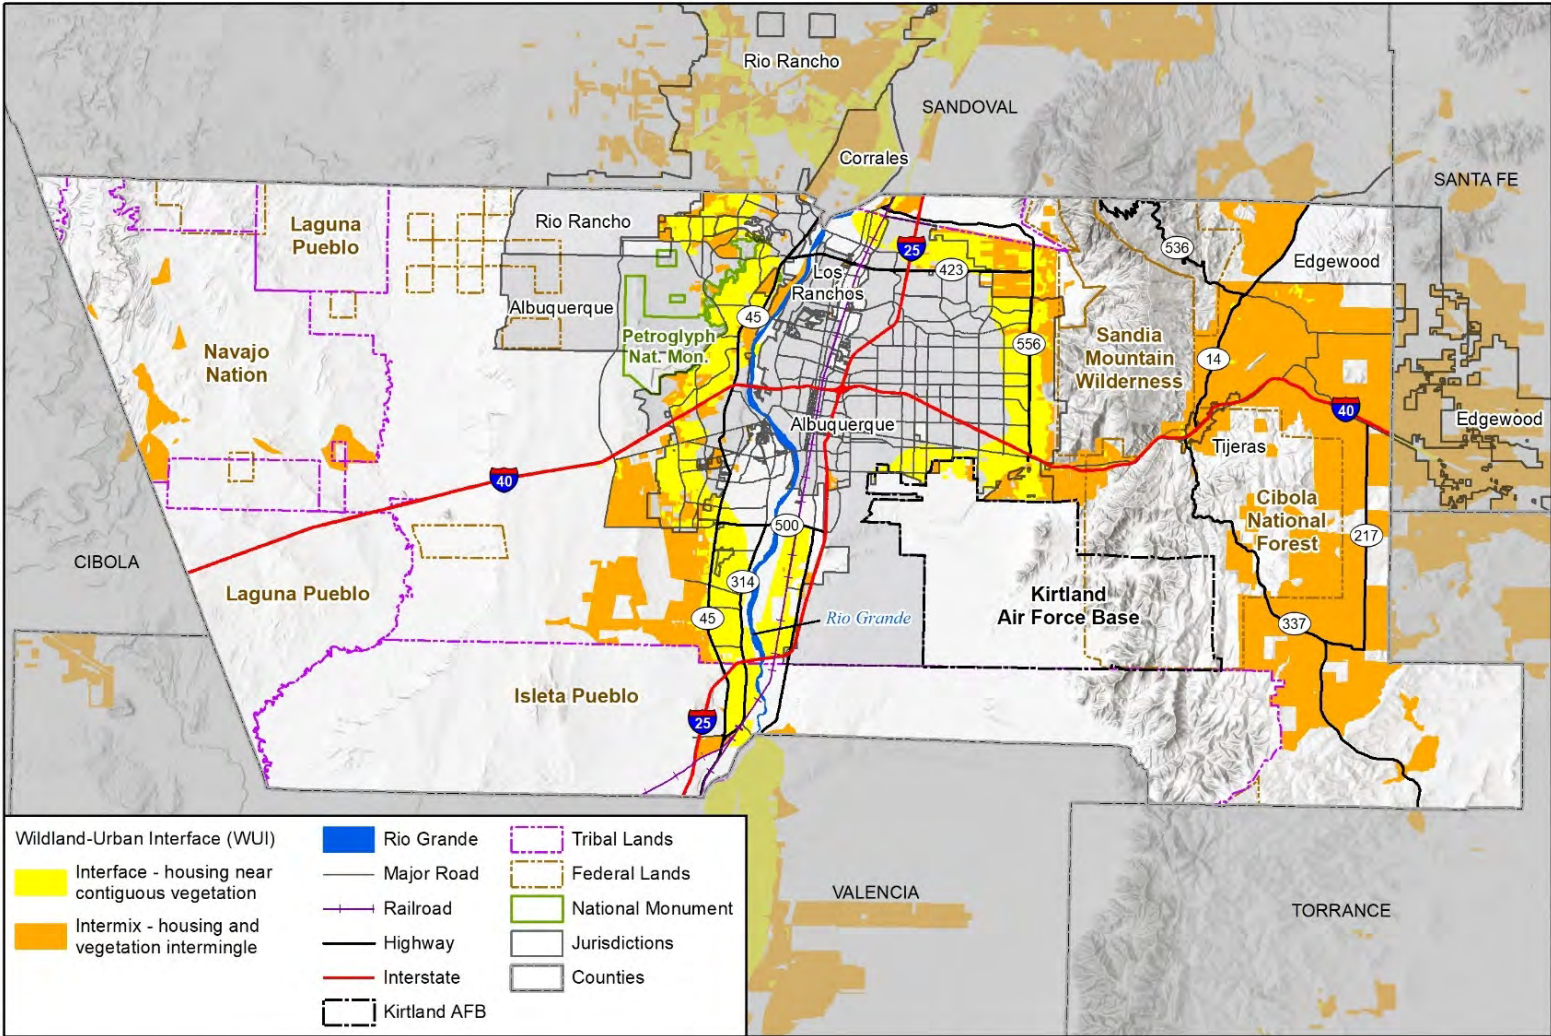 Rio Rancho
SANDOVAL
Corrales
SANTA FE
Laguna
Pueblo
Rio Rancho
25
536
423
Edgewood
Los
Ranchos
Albuquerque
45
Petroglyph
Nat. Mon.
Navajo
Nation
556
Sandia
Mountain
Wilderness
14
40
Edgewood
Albuquerque
Tijeras
40
Cibola
National
Forest
500
217
CIBOLA
314
Laguna Pueblo
Kirtland
Air Force Base
45
Rio Grande
337
Isleta Pueblo
25
Wildland-Urban Interface (WUI)
Interface - housing near
contiguous vegetation
Intermix - housing and
vegetation intermingle
Rio Grande
Major Road
Railroad
Highway
Interstate
Kirtland AFB
Tribal Lands
Federal Lands
National Monument
Jurisdictions
Counties
VALENCIA
TORRANCE